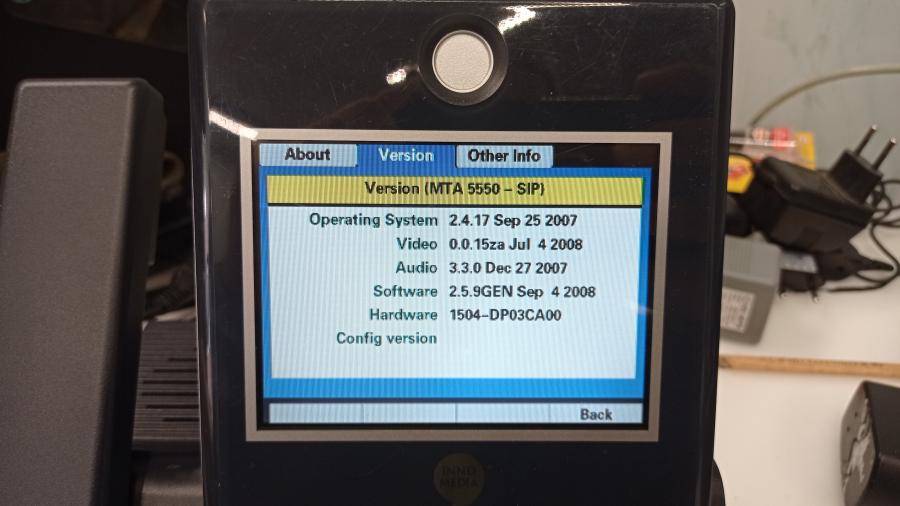 About Version Other Info
Version (MTA 5550 – SIP)
Operating System 2.4.17 Sep 25 2007
Video 0.0.15za Jul 4 2008
Audio 3.3.0 Dec 27 2007
Software 2.5.9GEN Sep 4 2008
Hardware 1504-DP03CA00
Config version
Back
INNO
MEDIA